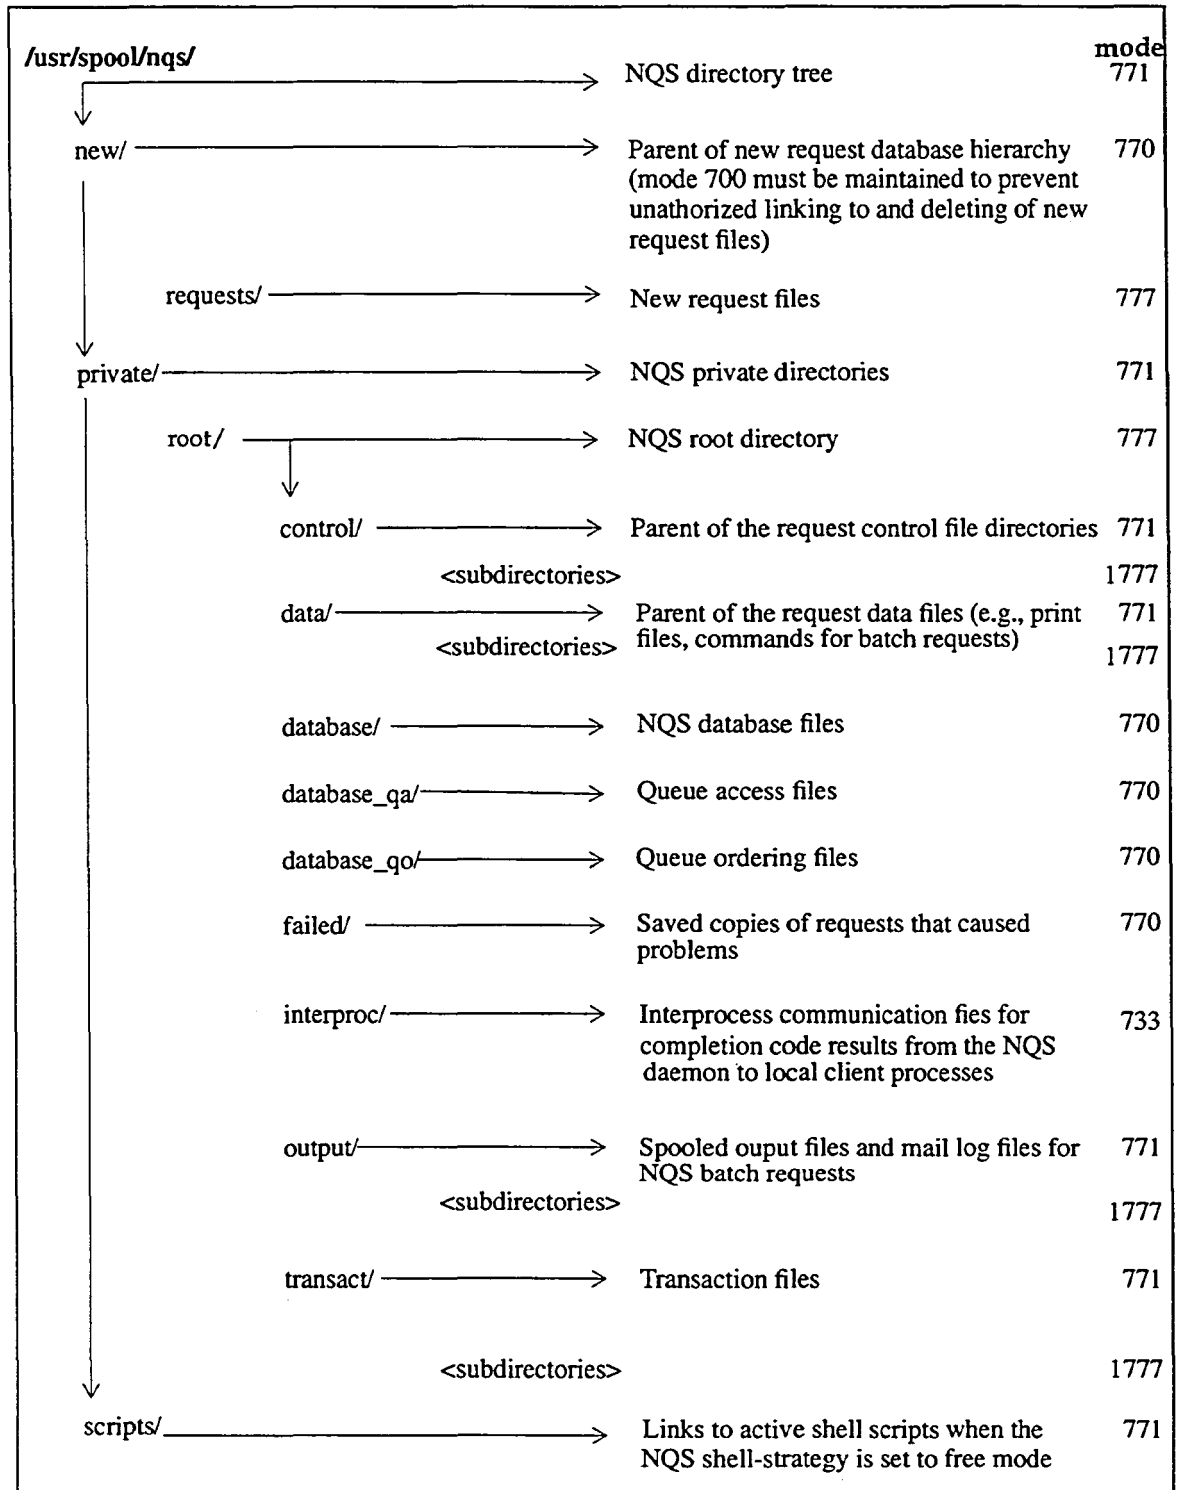 /usr/spool/nqs/ mode
NQS directory tree 771
new/ Parent of new request database hierarchy 770
(mode 700 must be maintained to prevent
unathorized linking to and deleting of new
request files)
requests/ New request files 777
private/ NQS private directories 771
root/ NQS root directory 777
control/ Parent of the request control file directories 771
<subdirectories> 1777
data/ Parent of the request data files (e.g., print 771
<subdirectories> files, commands for batch requests) 1777
database/ NQS database files 770
database_qa/ Queue access files 770
database_qo/ Queue ordering files 770
failed/ Saved copies of requests that caused 770
problems
interproc/ Interprocess communication fies for 733
completion code results from the NQS
daemon to local client processes
output/ Spooled ouput files and mail log files for 771
NQS batch requests
<subdirectories> 1777
transact/ Transaction files 771
<subdirectories> 1777
scripts/ Links to active shell scripts when the 771
NQS shell-strategy is set to free mode